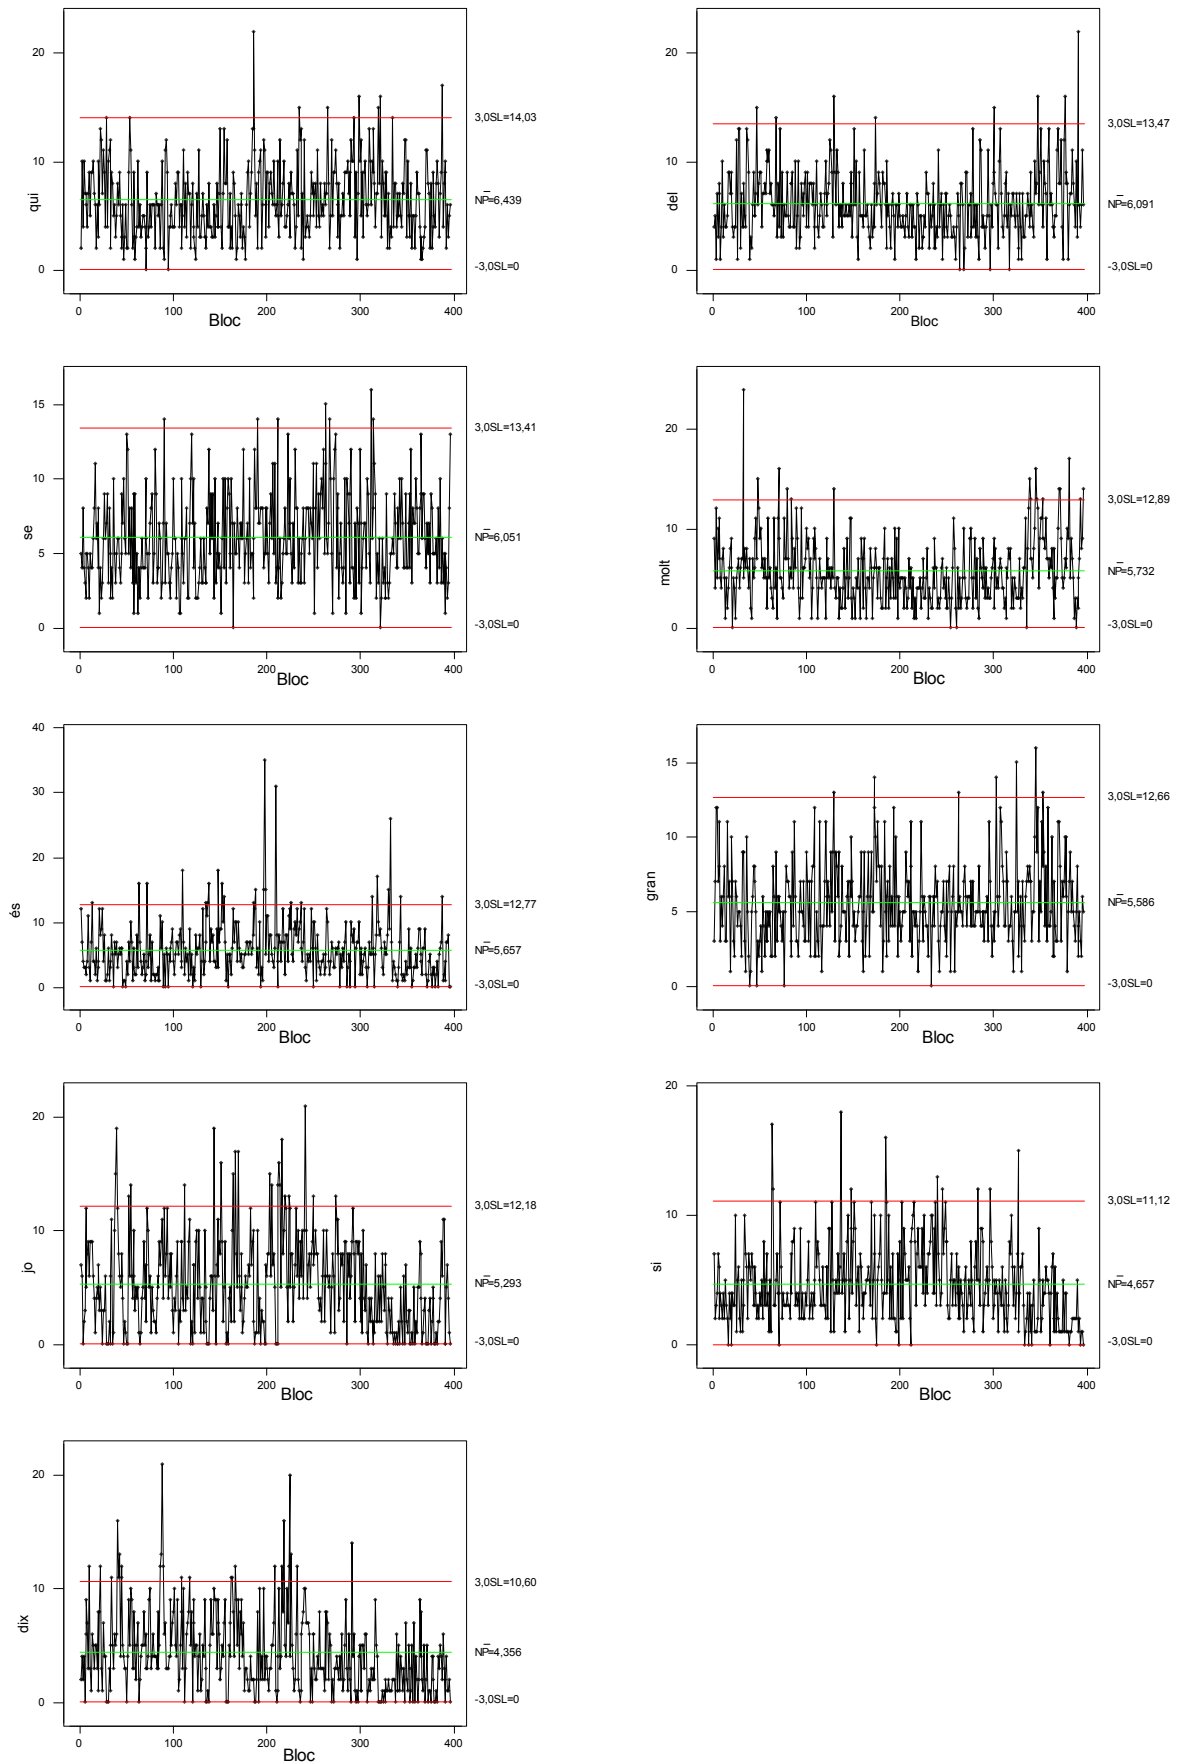 20
10
0
qui
0
100
200
300
400
Bloc
3,0SL=14,03
NP=6,439
-3,0SL=0
20
10
0
del
0
100
200
300
400
Bloc
3,0SL=13,47
NP=6,091
-3,0SL=0
15
10
5
0
se
0
100
200
300
400
Bloc
3,0SL=13,41
NP=6,051
-3,0SL=0
20
10
0
molt
0
100
200
300
400
Bloc
3,0SL=12,89
NP=5,732
-3,0SL=0
40
30
20
10
0
és
0
100
200
300
400
Bloc
3,0SL=12,77
NP=5,657
-3,0SL=0
15
10
5
0
gran
0
100
200
300
400
Bloc
3,0SL=12,66
NP=5,586
-3,0SL=0
20
10
0
jo
0
100
200
300
400
Bloc
3,0SL=12,18
NP=5,293
-3,0SL=0
20
10
0
si
0
100
200
300
400
Bloc
3,0SL=11,12
NP=4,657
-3,0SL=0
20
10
0
dix
0
100
200
300
400
Bloc
3,0SL=10,60
NP=4,356
-3,0SL=0